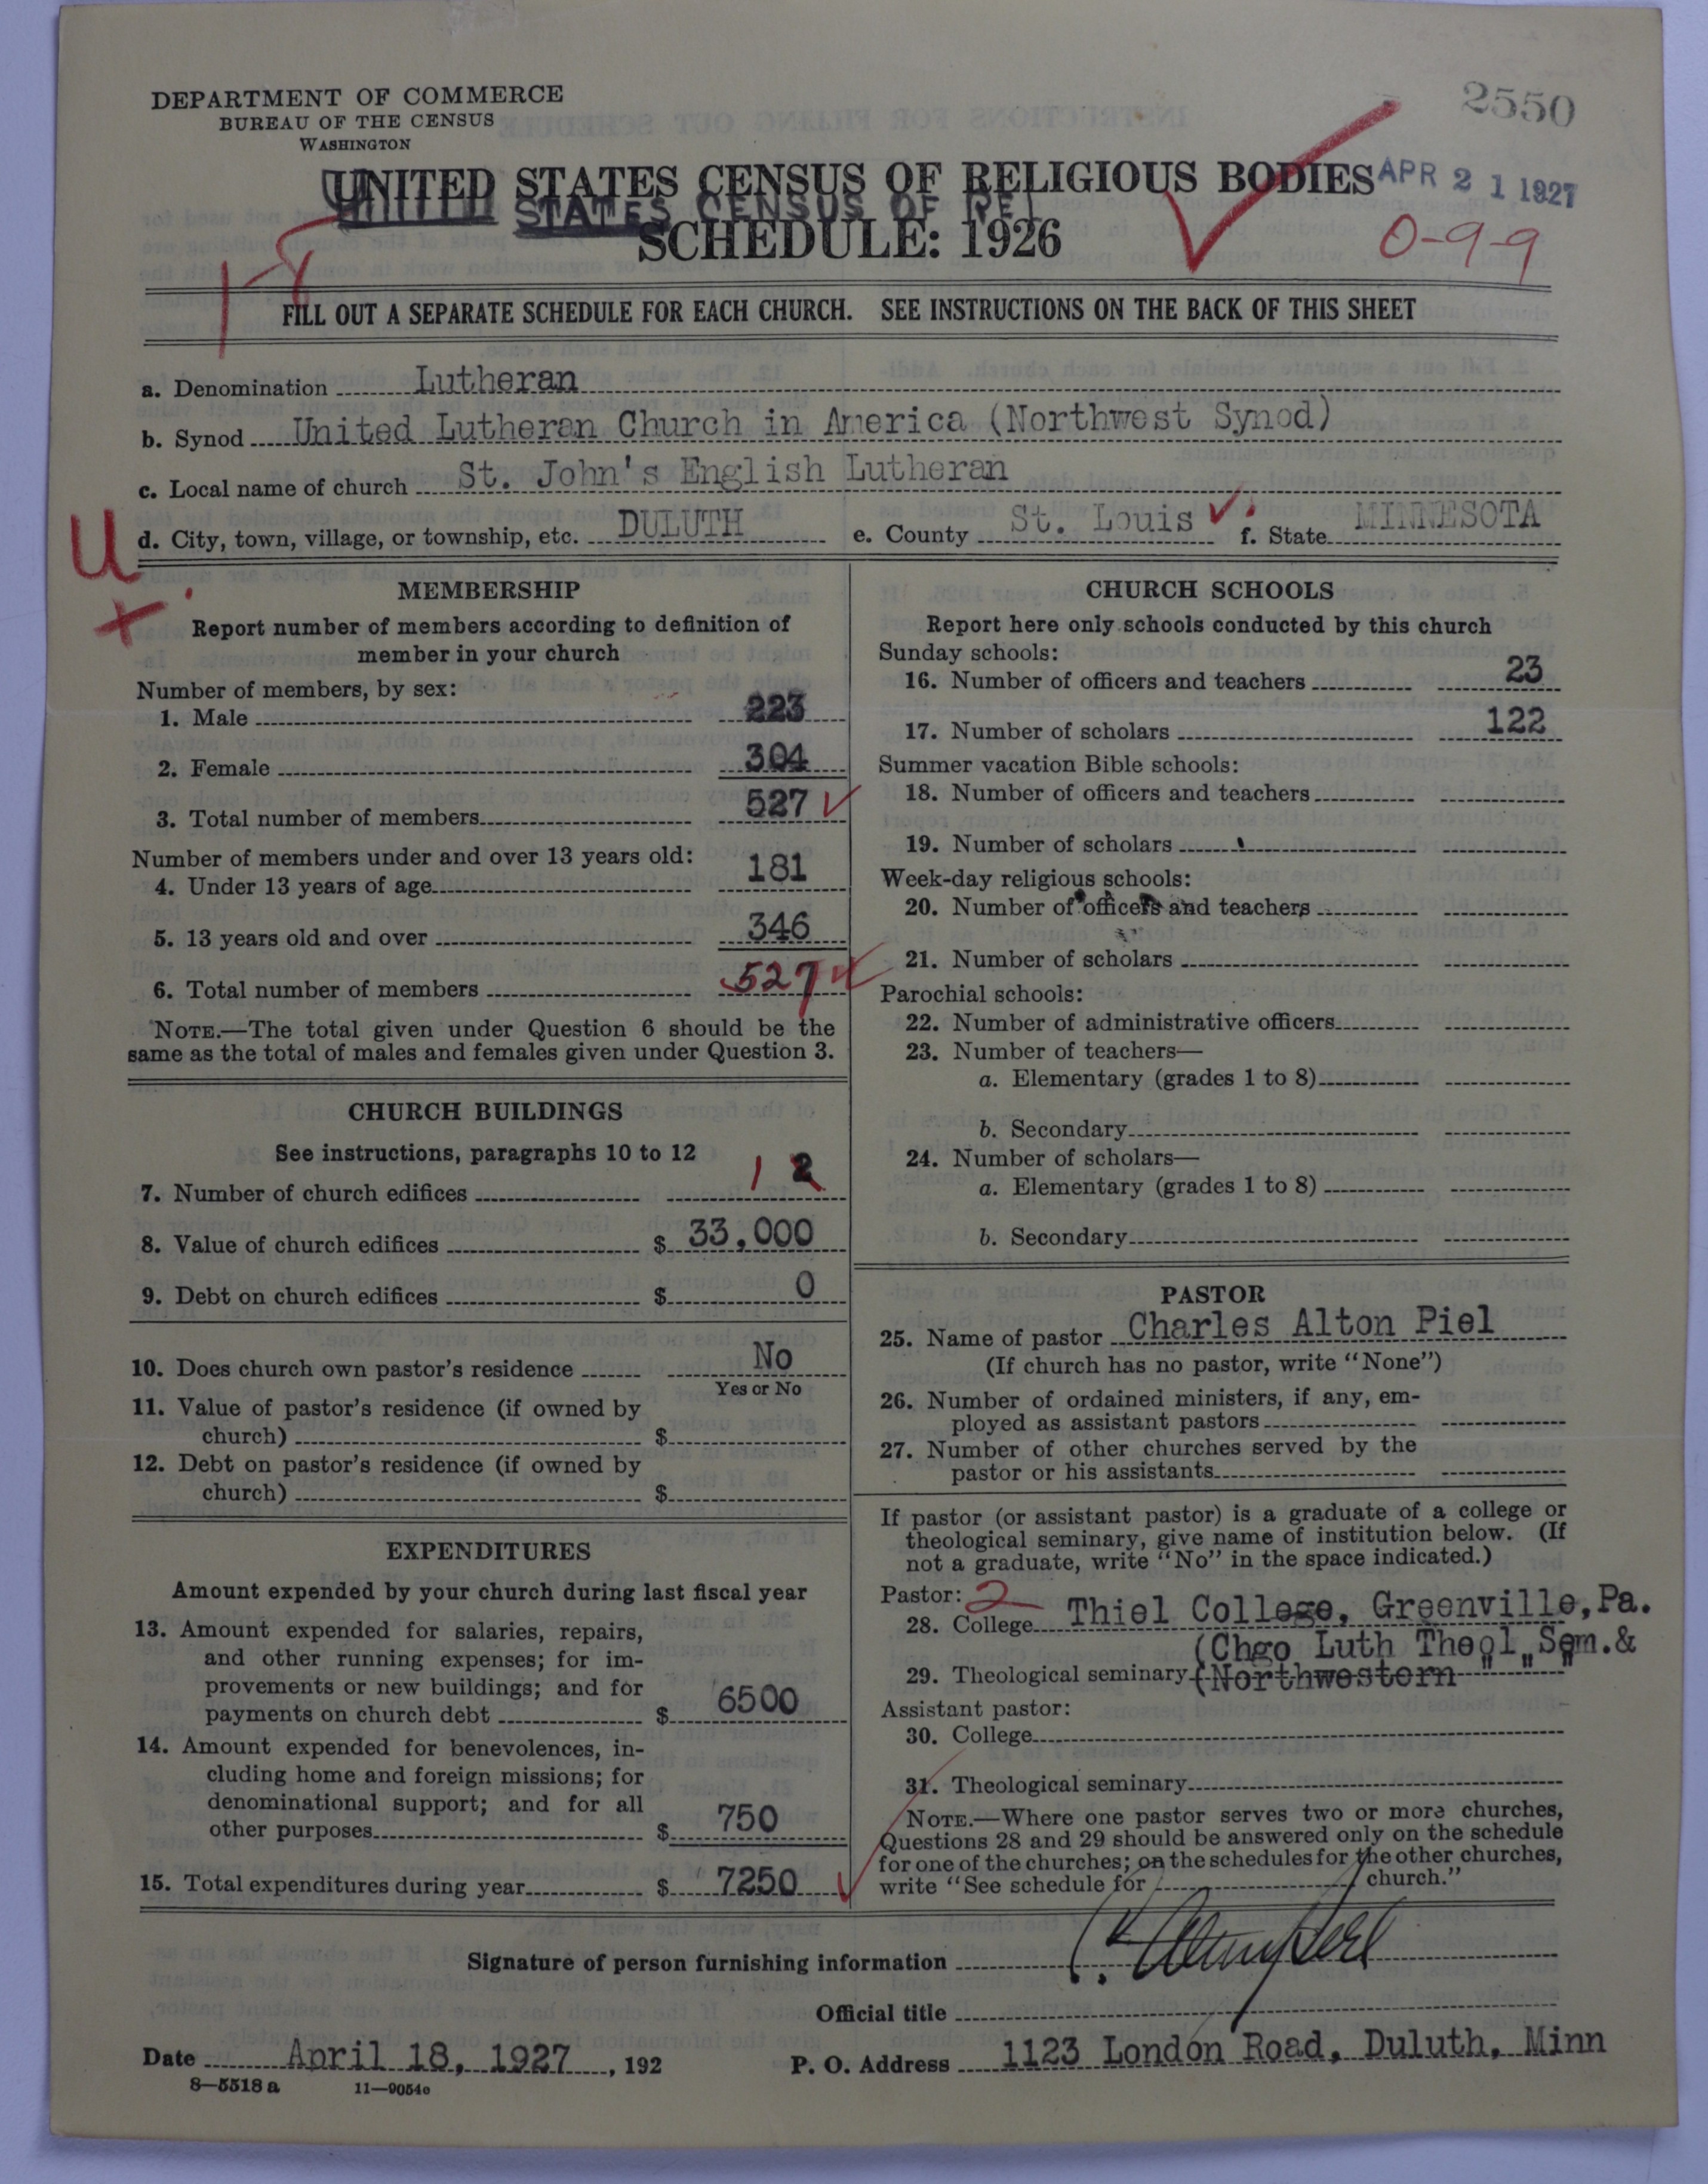 DEPARTMENT OF COMMERCE
BUREAU OF THE CENSUS
WASHINGTON
2550
UNITED STATES CENSUS OF RELIGIOUS BODIES
APR 21 1927
SCHEDULE: 1926
0-9-9
FILL OUT A SEPARATE SCHEDULE FOR EACH CHURCH. SEE INSTRUCTIONS ON THE BACK OF THIS SHEET
a. Denomination Lutheran
b. Synod United Lutheran Church in America (Northwest Synod)
c. Local name of church St. John's English Lutheran
U
d. City, town, village, or township, etc. DULUTH e. County St. Louis f. State MINNESOTA
MEMBERSHIP
Report number of members according to definition of
member in your church
Number of members, by sex:
1. Male 223
2. Female 304
3. Total number of members 527
Number of members under and over 13 years old:
4. Under 13 years of age 181
5. 13 years old and over 346
6. Total number of members 527
NOTE.—The total given under Question 6 should be the
same as the total of males and females given under Question 3.
CHURCH BUILDINGS
See instructions, paragraphs 10 to 12
7. Number of church edifices 1 2
8. Value of church edifices $ 33,000
9. Debt on church edifices $ 0
10. Does church own pastor's residence No
Yes or No
11. Value of pastor's residence (if owned by
church) $
12. Debt on pastor's residence (if owned by
church) $
EXPENDITURES
Amount expended by your church during last fiscal year
13. Amount expended for salaries, repairs,
and other running expenses; for im-
provements or new buildings; and for
payments on church debt $ 6500
14. Amount expended for benevolences, in-
cluding home and foreign missions; for
denominational support; and for all
other purposes $ 750
15. Total expenditures during year $ 7250
CHURCH SCHOOLS
Report here only schools conducted by this church
Sunday schools:
16. Number of officers and teachers 23
17. Number of scholars 122
Summer vacation Bible schools:
18. Number of officers and teachers
19. Number of scholars
Week-day religious schools:
20. Number of officers and teachers
21. Number of scholars
Parochial schools:
22. Number of administrative officers
23. Number of teachers—
a. Elementary (grades 1 to 8)
b. Secondary
24. Number of scholars—
a. Elementary (grades 1 to 8)
b. Secondary
PASTOR
25. Name of pastor Charles Alton Piel
(If church has no pastor, write "None")
26. Number of ordained ministers, if any, em-
ployed as assistant pastors
27. Number of other churches served by the
pastor or his assistants
If pastor (or assistant pastor) is a graduate of a college or
theological seminary, give name of institution below. (If
not a graduate, write "No" in the space indicated.)
Pastor: 2
28. College Thiel College, Greenville, Pa.
(Chgo Luth Theol Sem.&
29. Theological seminary (Northwestern " " "
Assistant pastor:
30. College
31. Theological seminary
NOTE.—Where one pastor serves two or more churches,
Questions 28 and 29 should be answered only on the schedule
for one of the churches; on the schedules for the other churches,
write "See schedule for church."
Signature of person furnishing information
Official title
Date April 18, 1927, 192 P. O. Address 1123 London Road, Duluth, Minn
8—5518 a 11—9054c